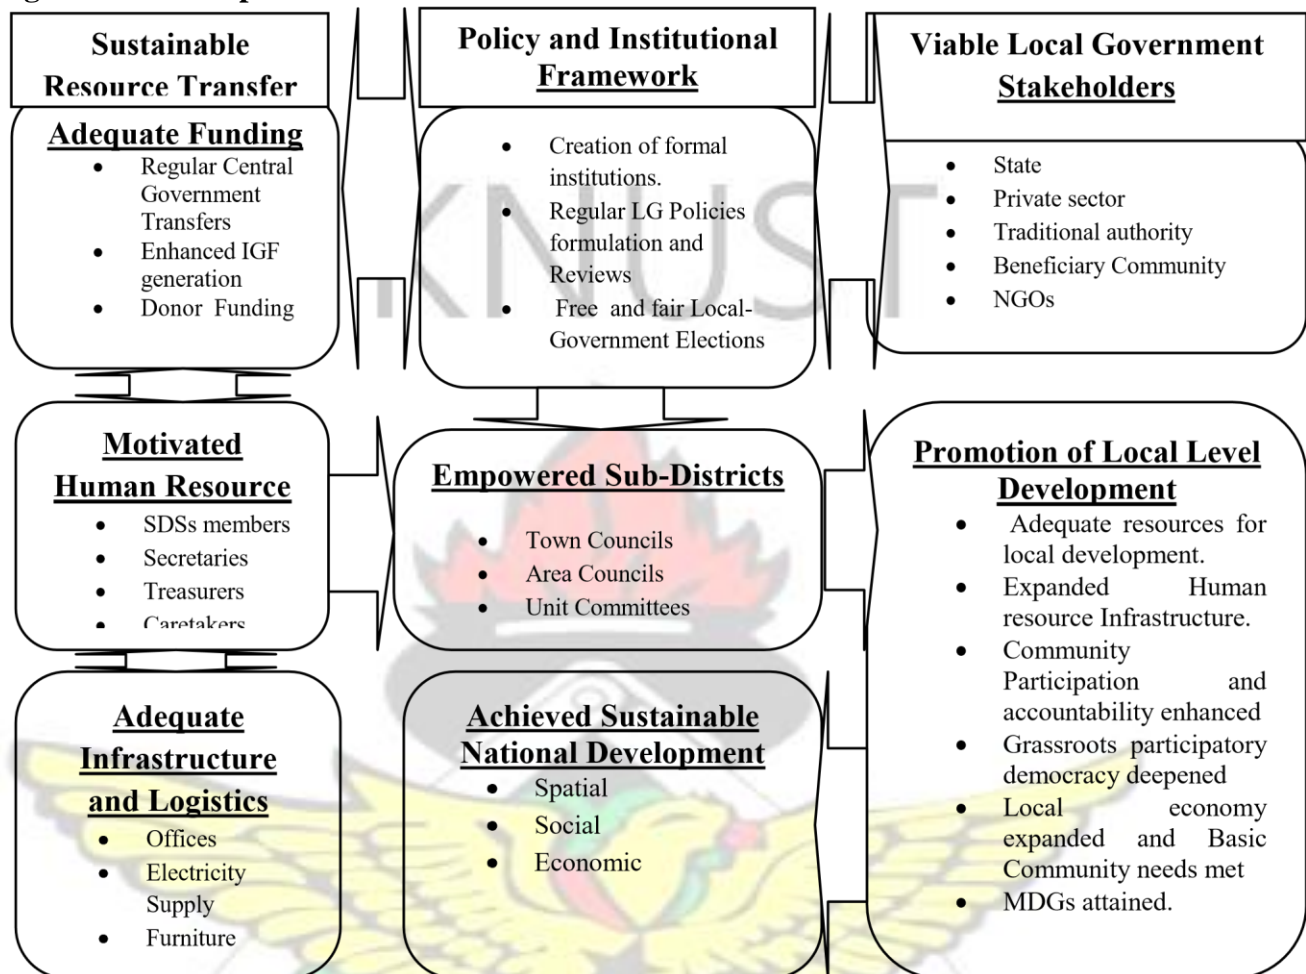 Sustainable
Resource Transfer
Adequate Funding
• Regular Central
Government
Transfers
• Enhanced IGF
generation
• Donor Funding
Policy and Institutional
Framework
• Creation of formal
institutions.
• Regular LG Policies
formulation and
Reviews
• Free and fair Local-
Government Elections
Viable Local Government
Stakeholders
• State
• Private sector
• Traditional authority
• Beneficiary Community
• NGOs
KNUST
Motivated
Human Resource
• SDSs members
• Secretaries
• Treasurers
• Caretakers
Empowered Sub-Districts
• Town Councils
• Area Councils
• Unit Committees
Promotion of Local Level
Development
• Adequate resources for
local development.
• Expanded Human
resource Infrastructure.
• Community
Participation and
accountability enhanced
• Grassroots participatory
democracy deepened
• Local economy
expanded and Basic
Community needs met
• MDGs attained.
Adequate
Infrastructure
and Logistics
• Offices
• Electricity
Supply
• Furniture
Achieved Sustainable
National Development
• Spatial
• Social
• Economic